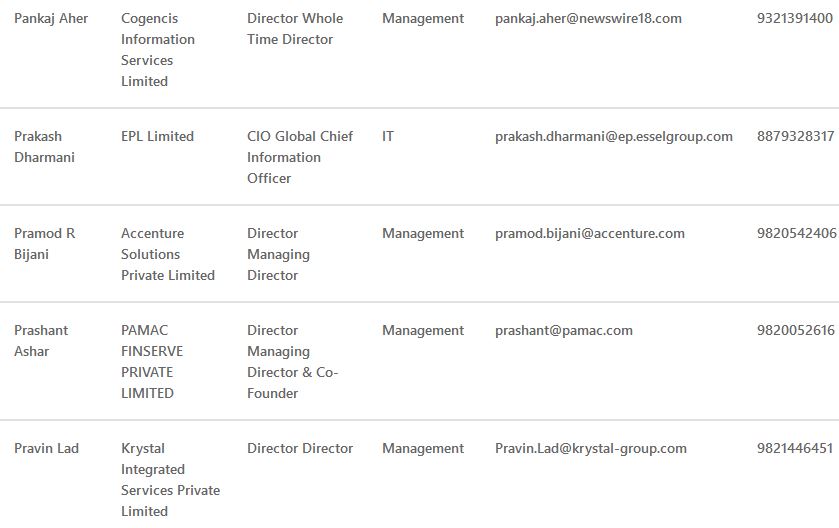 Pankaj Aher Cogencis Director Whole Management pankaj.aher@newswire18.com 9321391400
Information Time Director
Services
Limited
Prakash EPL Limited CIO Global Chief IT prakash.dharmani@ep.esselgroup.com 8879328317
Dharmani Information
Officer
Pramod R Accenture Director Management pramod.bijani@accenture.com 9820542406
Bijani Solutions Managing
Private Limited Director
Prashant PAMAC Director Management prashant@pamac.com 9820052616
Ashar FINSERVE Managing
PRIVATE Director & Co-
LIMITED Founder
Pravin Lad Krystal Director Director Management Pravin.Lad@krystal-group.com 9821446451
Integrated
Services Private
Limited